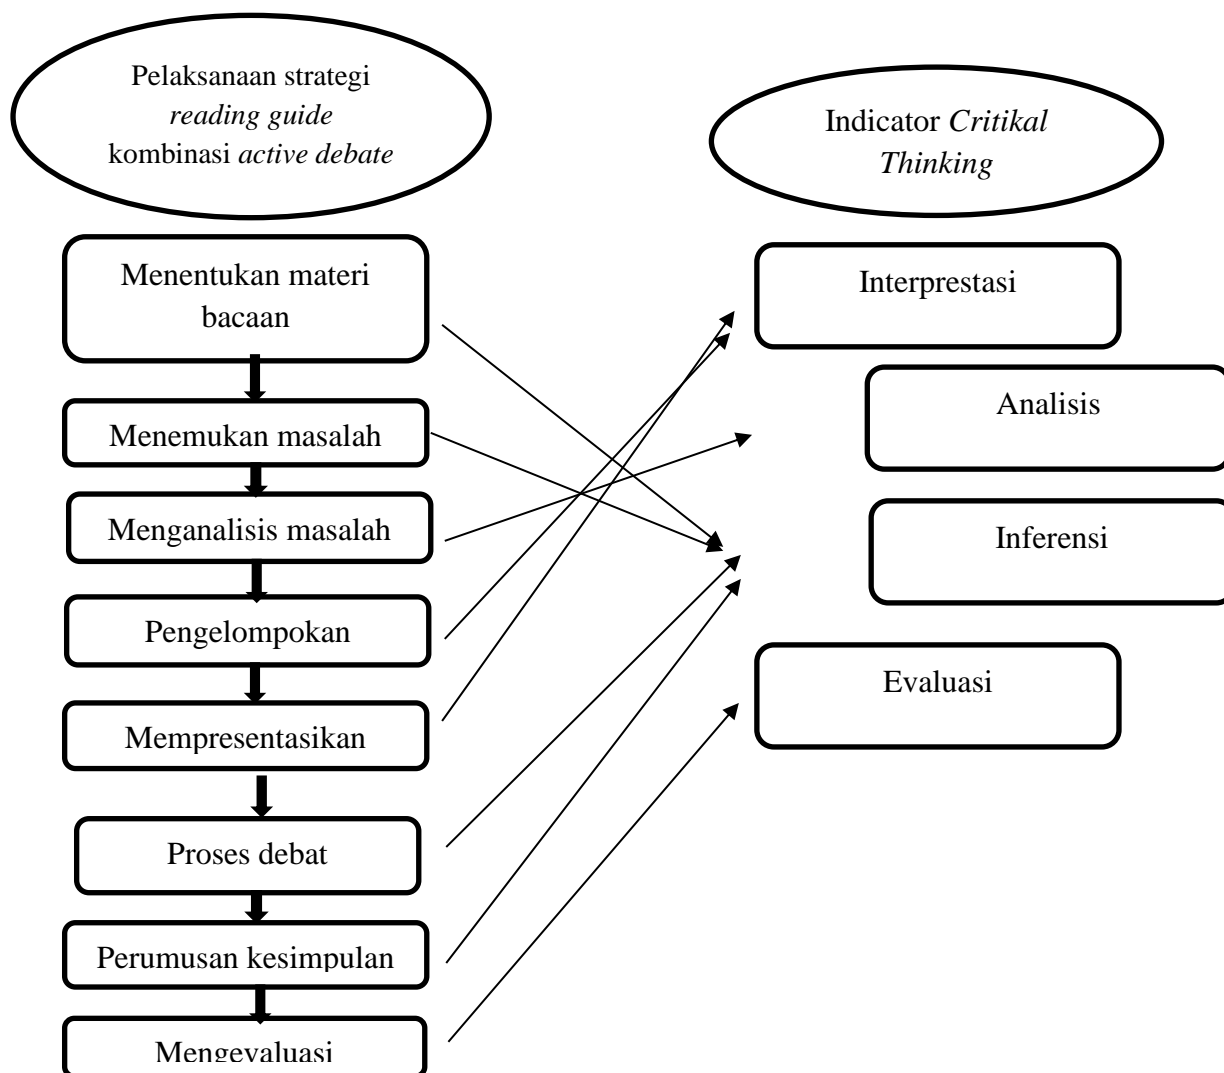 Pelaksanaan strategi
reading guide
kombinasi active debate
Indicator Critikal
Thinking
Menentukan materi
bacaan
Menemukan masalah
Menganalisis masalah
Pengelompokan
Mempresentasikan
Proses debat
Perumusan kesimpulan
Mengevaluasi
Interprestasi
Analisis
Inferensi
Evaluasi